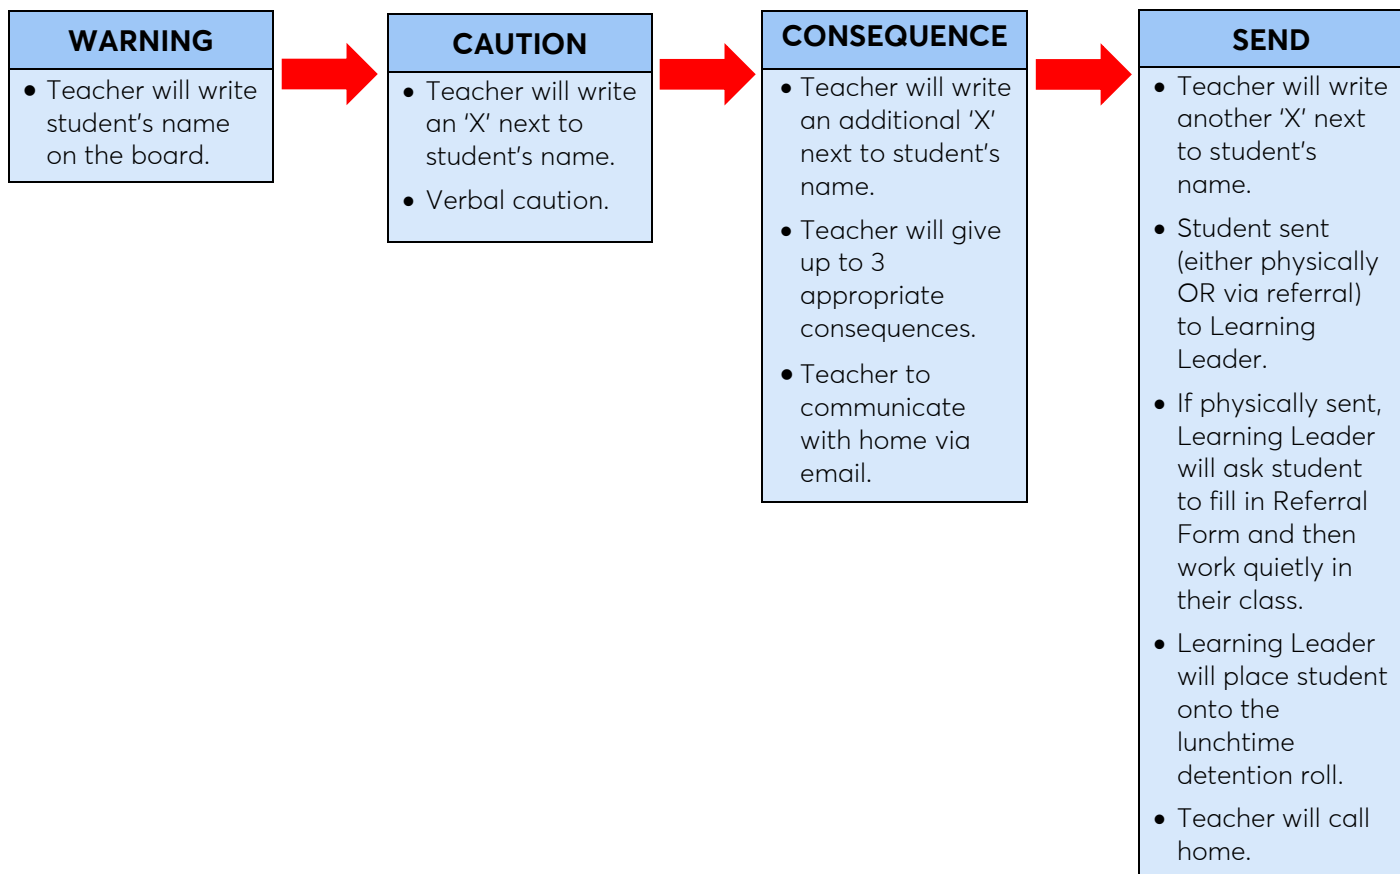 WARNING
• Teacher will write
student's name
on the board.
CAUTION
• Teacher will write
an ‘X’ next to
student's name.
• Verbal caution.
CONSEQUENCE
• Teacher will write
an additional ‘X’
next to student's
name.
• Teacher will give
up to 3
appropriate
consequences.
• Teacher to
communicate
with home via
email.
SEND
• Teacher will write
another ‘X’ next
to student's
name.
• Student sent
(either physically
OR via referral)
to Learning
Leader.
• If physically sent,
Learning Leader
will ask student
to fill in Referral
Form and then
work quietly in
their class.
• Learning Leader
will place student
onto the
lunchtime
detention roll.
• Teacher will call
home.